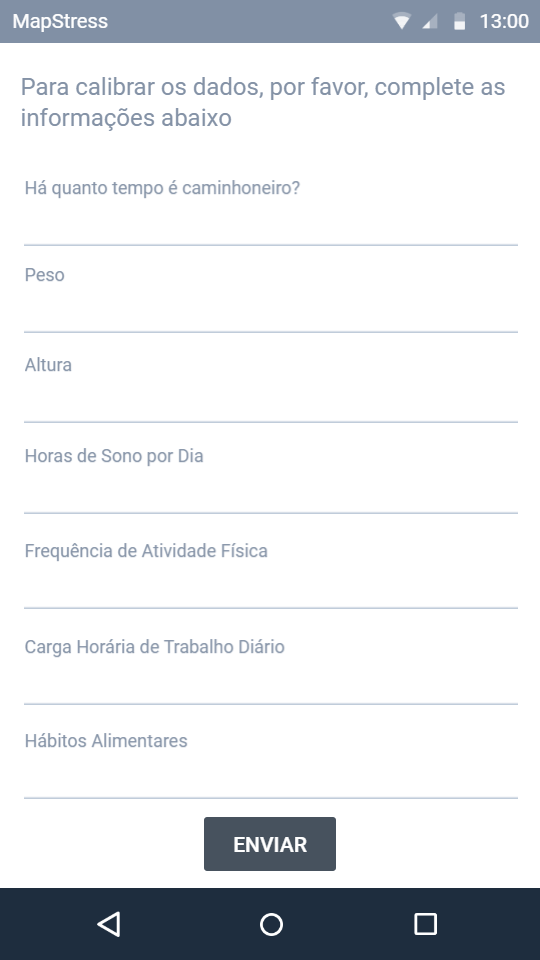 MapStress
13:00
Para calibrar os dados, por favor, complete as
informações abaixo
Há quanto tempo é caminhoneiro?
Peso
Altura
Horas de Sono por Dia
Frequência de Atividade Física
Carga Horária de Trabalho Diário
Hábitos Alimentares
ENVIAR